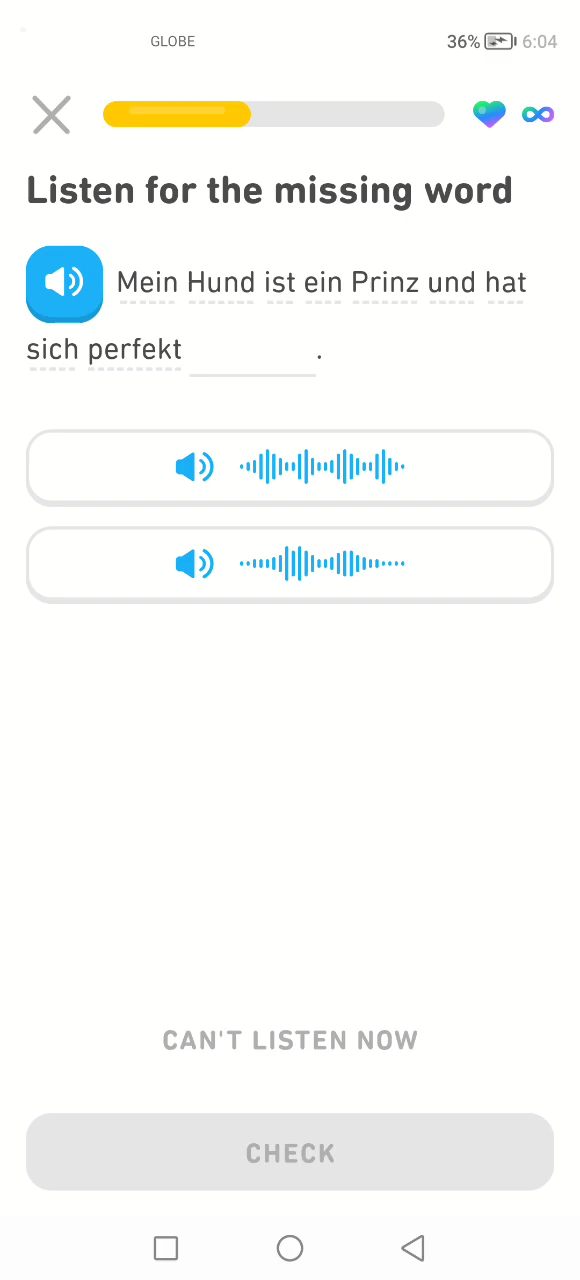 GLOBE 36% 6:04
Listen for the missing word
Mein Hund ist ein Prinz und hat
sich perfekt .
CAN'T LISTEN NOW
CHECK